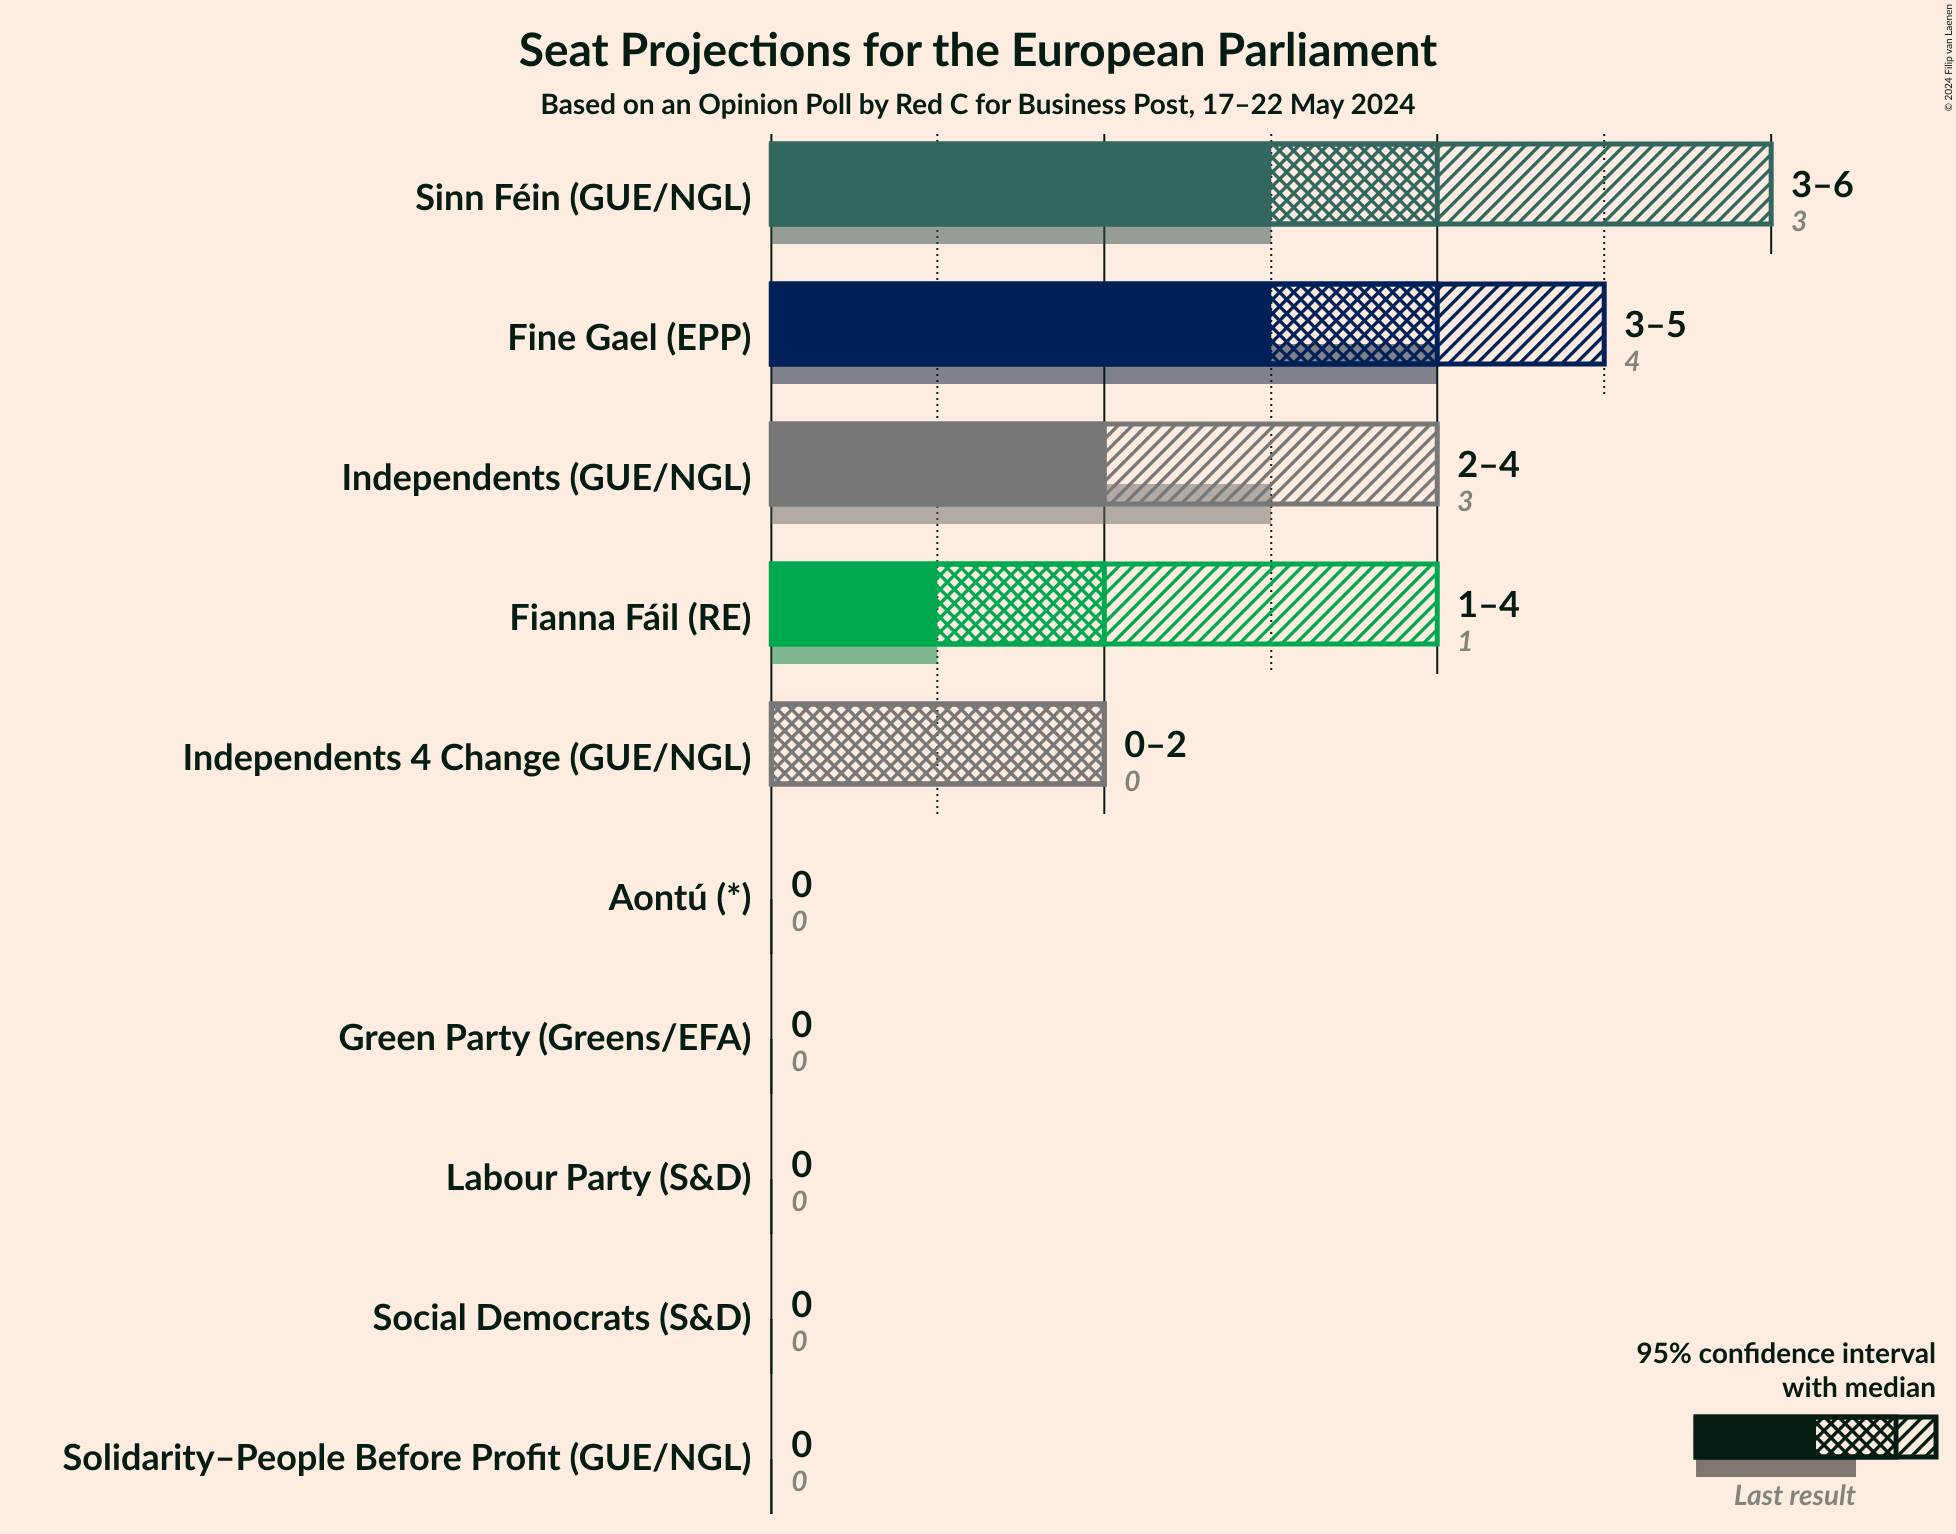 Seat Projections for the European Parliament
Based on an Opinion Poll by Red C for Business Post, 17–22 May 2024
© 2024 Filip van Laenen
Sinn Féin (GUE/NGL)
3–6
3
Fine Gael (EPP)
3–5
4
Independents (GUE/NGL)
2–4
3
Fianna Fáil (RE)
1–4
1
Independents 4 Change (GUE/NGL)
0–2
0
Aontú (*)
0
0
Green Party (Greens/EFA)
0
0
Labour Party (S&D)
0
0
Social Democrats (S&D)
0
0
Solidarity–People Before Profit (GUE/NGL)
0
0
95% confidence interval
with median
Last result